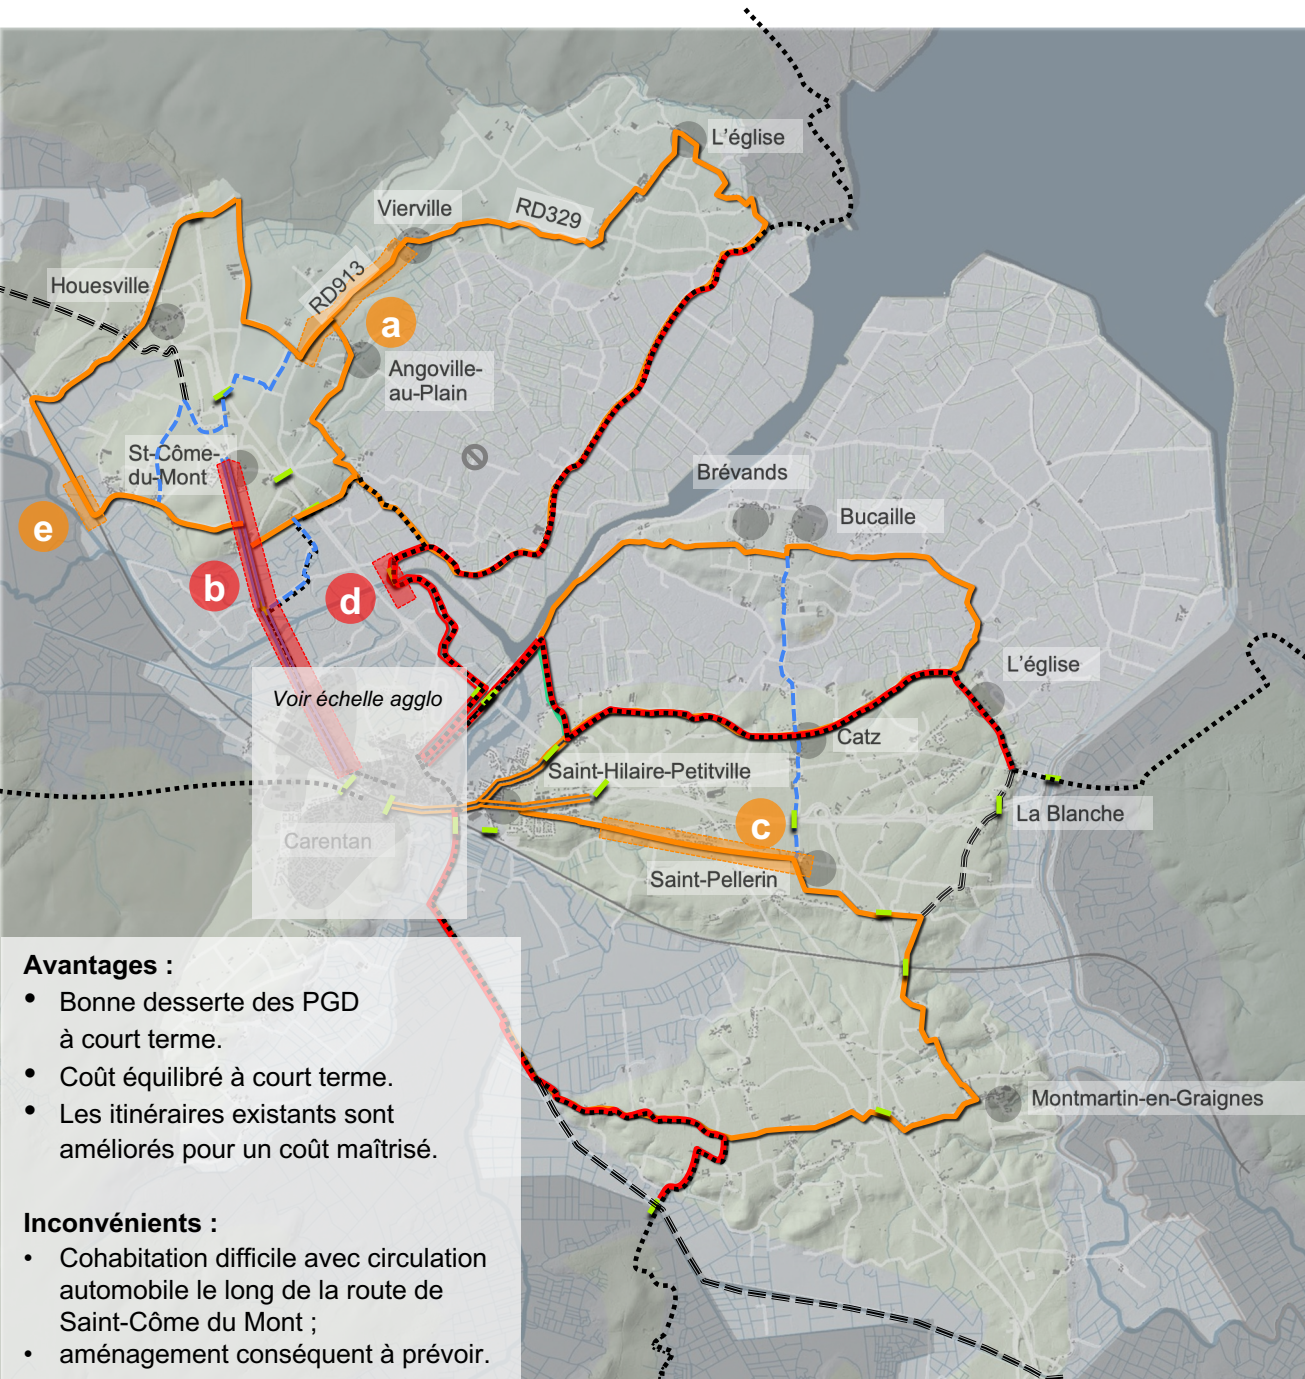 L'église
Vierville
RD329
RD913
Houesville
a
Angoville-
au-Plain
St-Côme-
du-Mont
Brévands
Bucaille
e
b
d
L'église
Voir échelle agglo
Catz
Saint-Hilaire-Petitville
La Blanche
c
Carentan
Saint-Pellerin
Montmartin-en-Graignes
Avantages :
• Bonne desserte des PGD
à court terme.
• Coût équilibré à court terme.
• Les itinéraires existants sont
améliorés pour un coût maîtrisé.
Inconvénients :
• Cohabitation difficile avec circulation
automobile le long de la route de
Saint-Côme du Mont ;
• aménagement conséquent à prévoir.